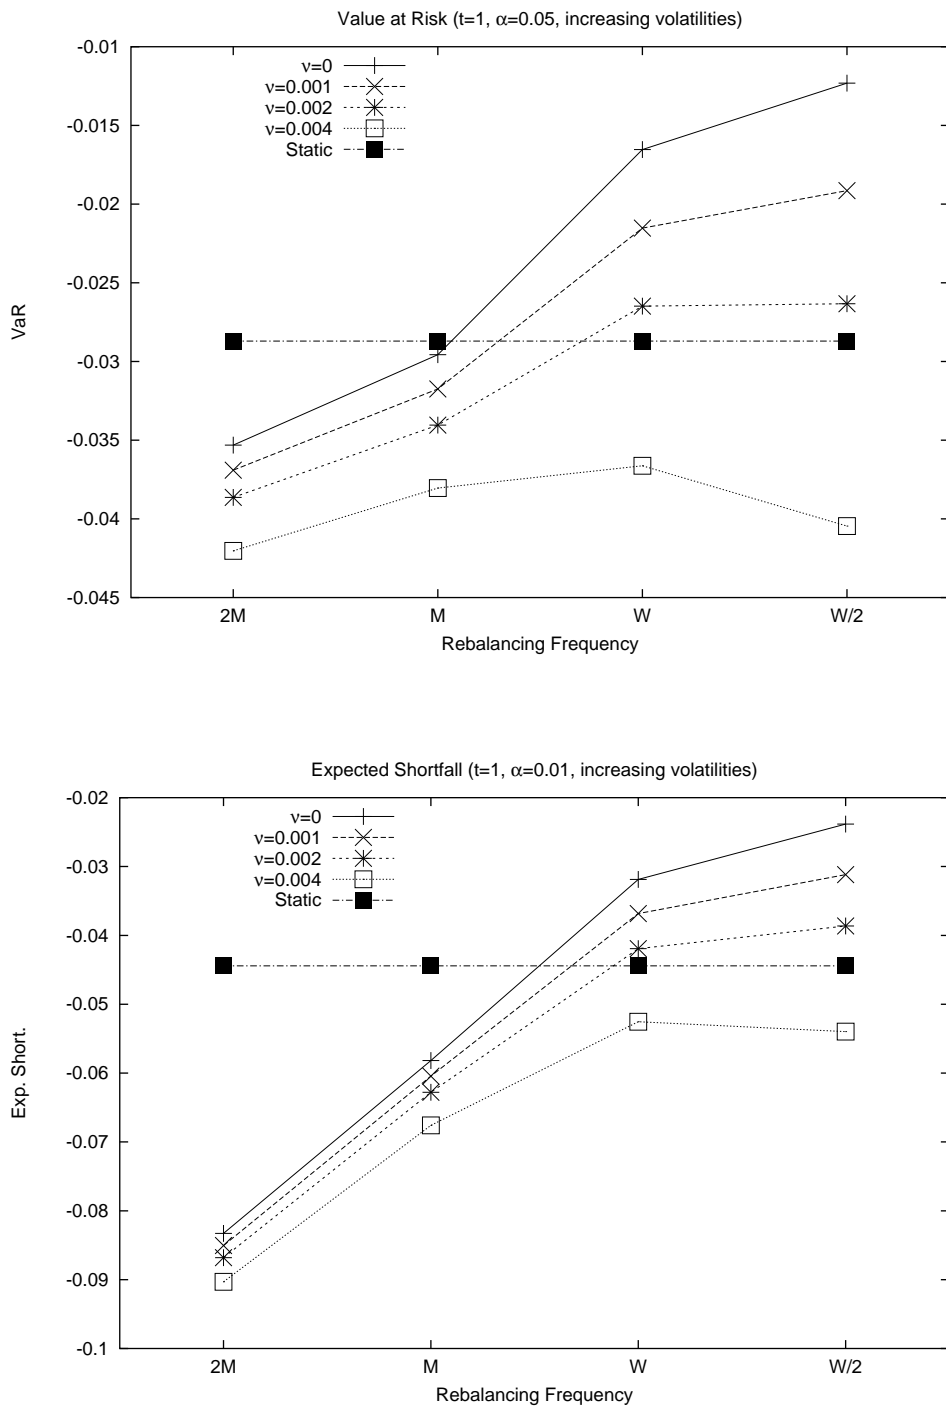 Value at Risk (t=1, α=0.05, increasing volatilities)
-0.01
-0.015
-0.02
-0.025
-0.03
-0.035
-0.04
-0.045
VaR
ν=0
ν=0.001
ν=0.002
ν=0.004
Static
2M M W W/2
Rebalancing Frequency
Expected Shortfall (t=1, α=0.01, increasing volatilities)
-0.02
-0.03
-0.04
-0.05
-0.06
-0.07
-0.08
-0.09
-0.1
Exp. Short.
ν=0
ν=0.001
ν=0.002
ν=0.004
Static
2M M W W/2
Rebalancing Frequency